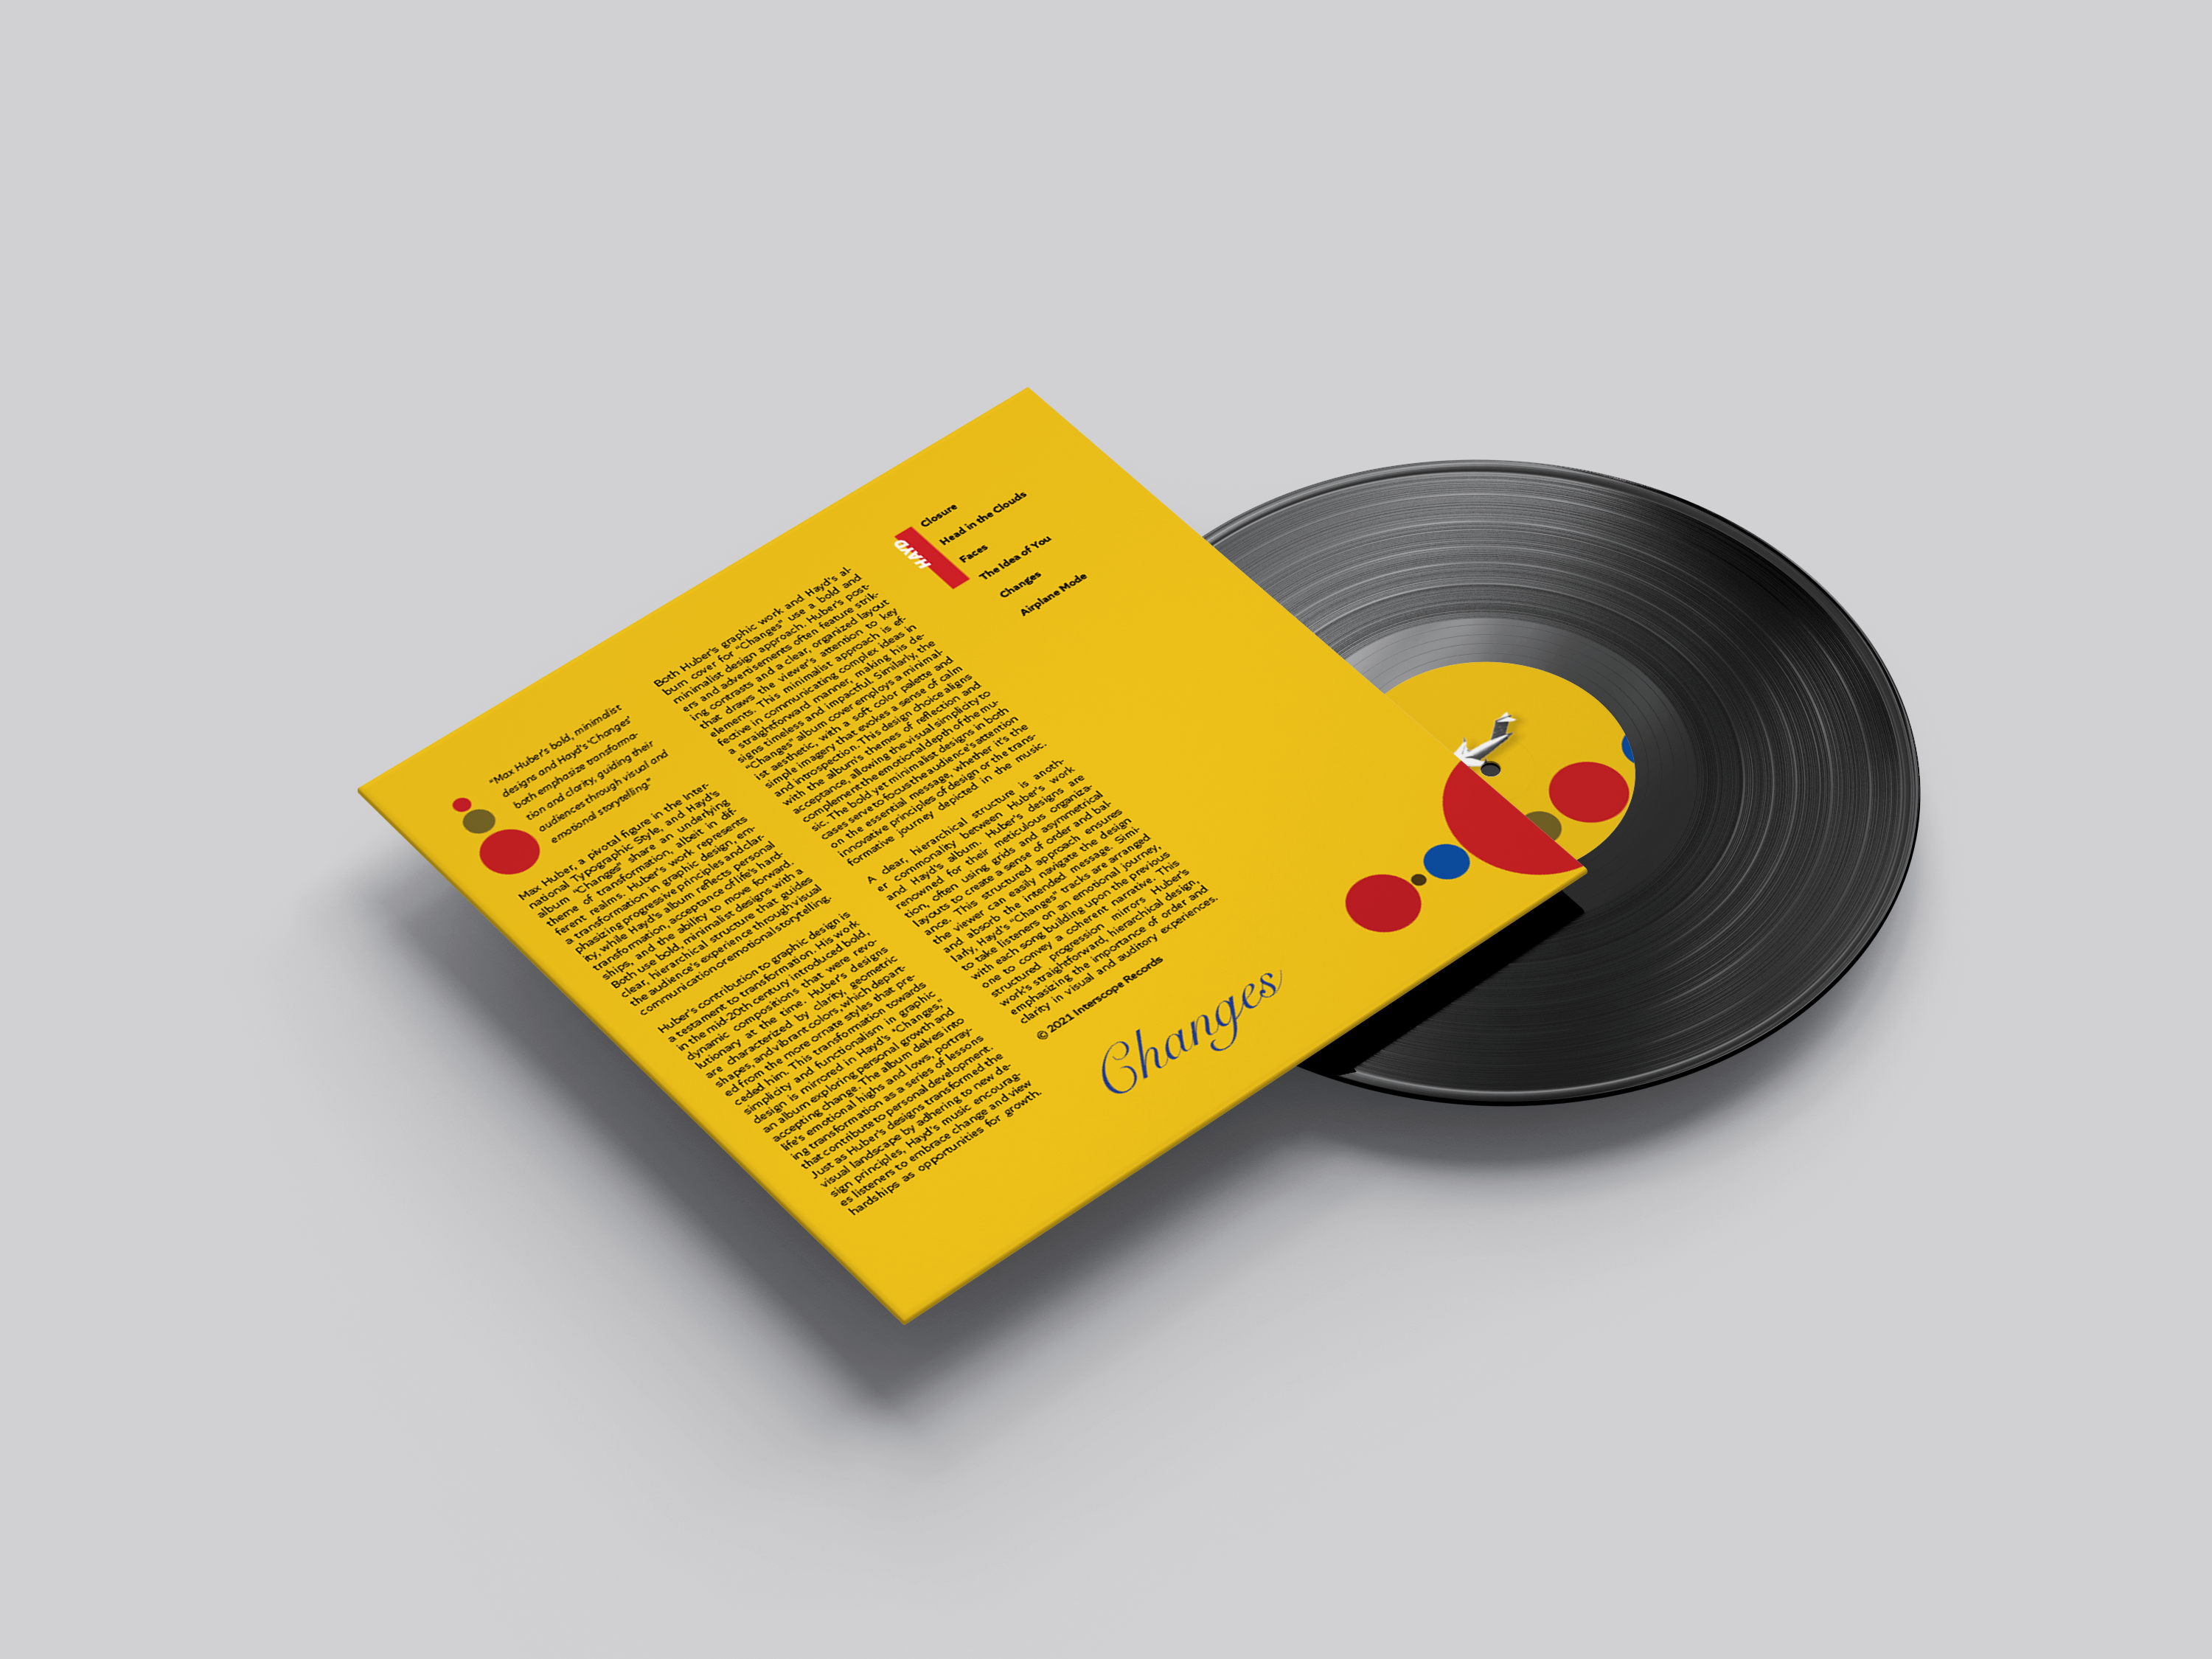 "Max Huber's bold, minimalist
designs and Hayd's 'Changes'
both emphasize transforma-
tion and clarity, guiding their
audiences through visual and
emotional storytelling."
Max Huber, a pivotal figure in the Inter-
national Typographic Style, and Hayd's
album "Changes" share an underlying
theme of transformation, albeit in dif-
ferent realms. Huber's work represents
a transformation in graphic design, em-
phasizing progressive principles and clar-
ity, while Hayd's album reflects personal
transformation, acceptance of life's hard-
ships, and the ability to move forward.
Both use bold, minimalist designs with a
clear, hierarchical structure that guides
the audience's experience through visual
communication or emotional storytelling.
Huber's contribution to graphic design is
a testament to transformation. His work
in the mid-20th century introduced bold,
dynamic compositions that were revo-
lutionary at the time. Huber's designs
are characterized by clarity, geometric
shapes, and vibrant colors, which depart-
ed from the more ornate styles that pre-
ceded him. This transformation towards
simplicity and functionalism in graphic
design is mirrored in Hayd's "Changes,"
an album exploring personal growth and
accepting change. The album delves into
life's emotional highs and lows, portray-
ing transformation as a series of lessons
that contribute to personal development.
Just as Huber's designs transformed the
visual landscape by adhering to new de-
sign principles, Hayd's music encourag-
es listeners to embrace change and view
hardships as opportunities for growth.
Both Huber's graphic work and Hayd's al-
bum cover for "Changes" use a bold and
minimalist design approach. Huber's post-
ers and advertisements often feature strik-
ing contrasts and a clear, organized layout
that draws the viewer's attention to key
elements. This minimalist approach is ef-
fective in communicating complex ideas in
a straightforward manner, making his de-
signs timeless and impactful. Similarly, the
"Changes" album cover employs a minimal-
ist aesthetic, with a soft color palette and
simple imagery that evokes a sense of calm
and introspection. This design choice aligns
with the album's themes of reflection and
acceptance, allowing the visual simplicity to
complement the emotional depth of the mu-
sic. The bold yet minimalist designs in both
cases serve to focus the audience's attention
on the essential message, whether it's the
innovative principles of design or the trans-
formative journey depicted in the music.
A clear, hierarchical structure is anoth-
er commonality between Huber's work
and Hayd's album. Huber's designs are
renowned for their meticulous organiza-
tion, often using grids and asymmetrical
layouts to create a sense of order and bal-
ance. This structured approach ensures
the viewer can easily navigate the design
and absorb the intended message. Simi-
larly, Hayd's "Changes" tracks are arranged
to take listeners on an emotional journey,
with each song building upon the previous
one to convey a coherent narrative. This
structured progression mirrors Huber's
work's straightforward, hierarchical design,
emphasizing the importance of order and
clarity in visual and auditory experiences.
© 2021 Interscope Records
HAYD
Closure
Head in the Clouds
Faces
The Idea of You
Changes
Airplane Mode
Changes